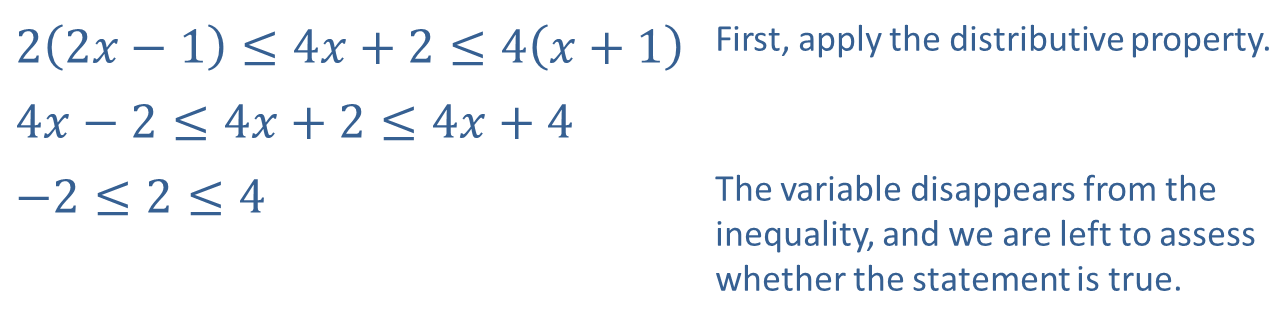 2(2x − 1) ≤ 4x + 2 ≤ 4(x + 1) First, apply the distributive property.
4x − 2 ≤ 4x + 2 ≤ 4x + 4
−2 ≤ 2 ≤ 4
The variable disappears from the
inequality, and we are left to assess
whether the statement is true.